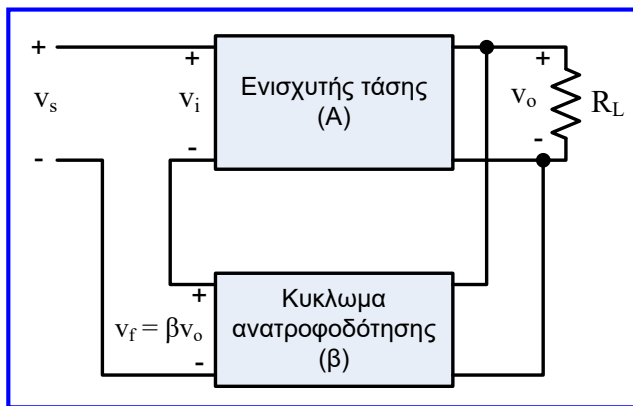 +
+
+
Ενισχυτής τάσης
(A)
vs
vi
vo
RL
-
-
-
+
Κυκλωμα
ανατροφοδότησης
(β)
vf = βvo
-